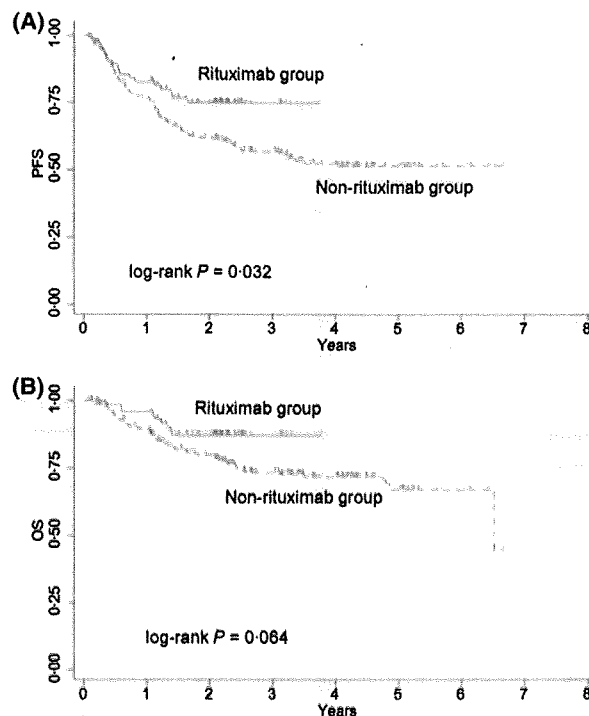 (A)
1·00
Rituximab group
0·75
PFS
0·50
Non-rituximab group
0·25
log-rank P = 0·032
0·00
0 1 2 3 4 5 6 7 8
Years
(B)
1·00
Rituximab group
0·75
Non-rituximab group
OS
0·50
0·25
log-rank P = 0·064
0·00
0 1 2 3 4 5 6 7 8
Years